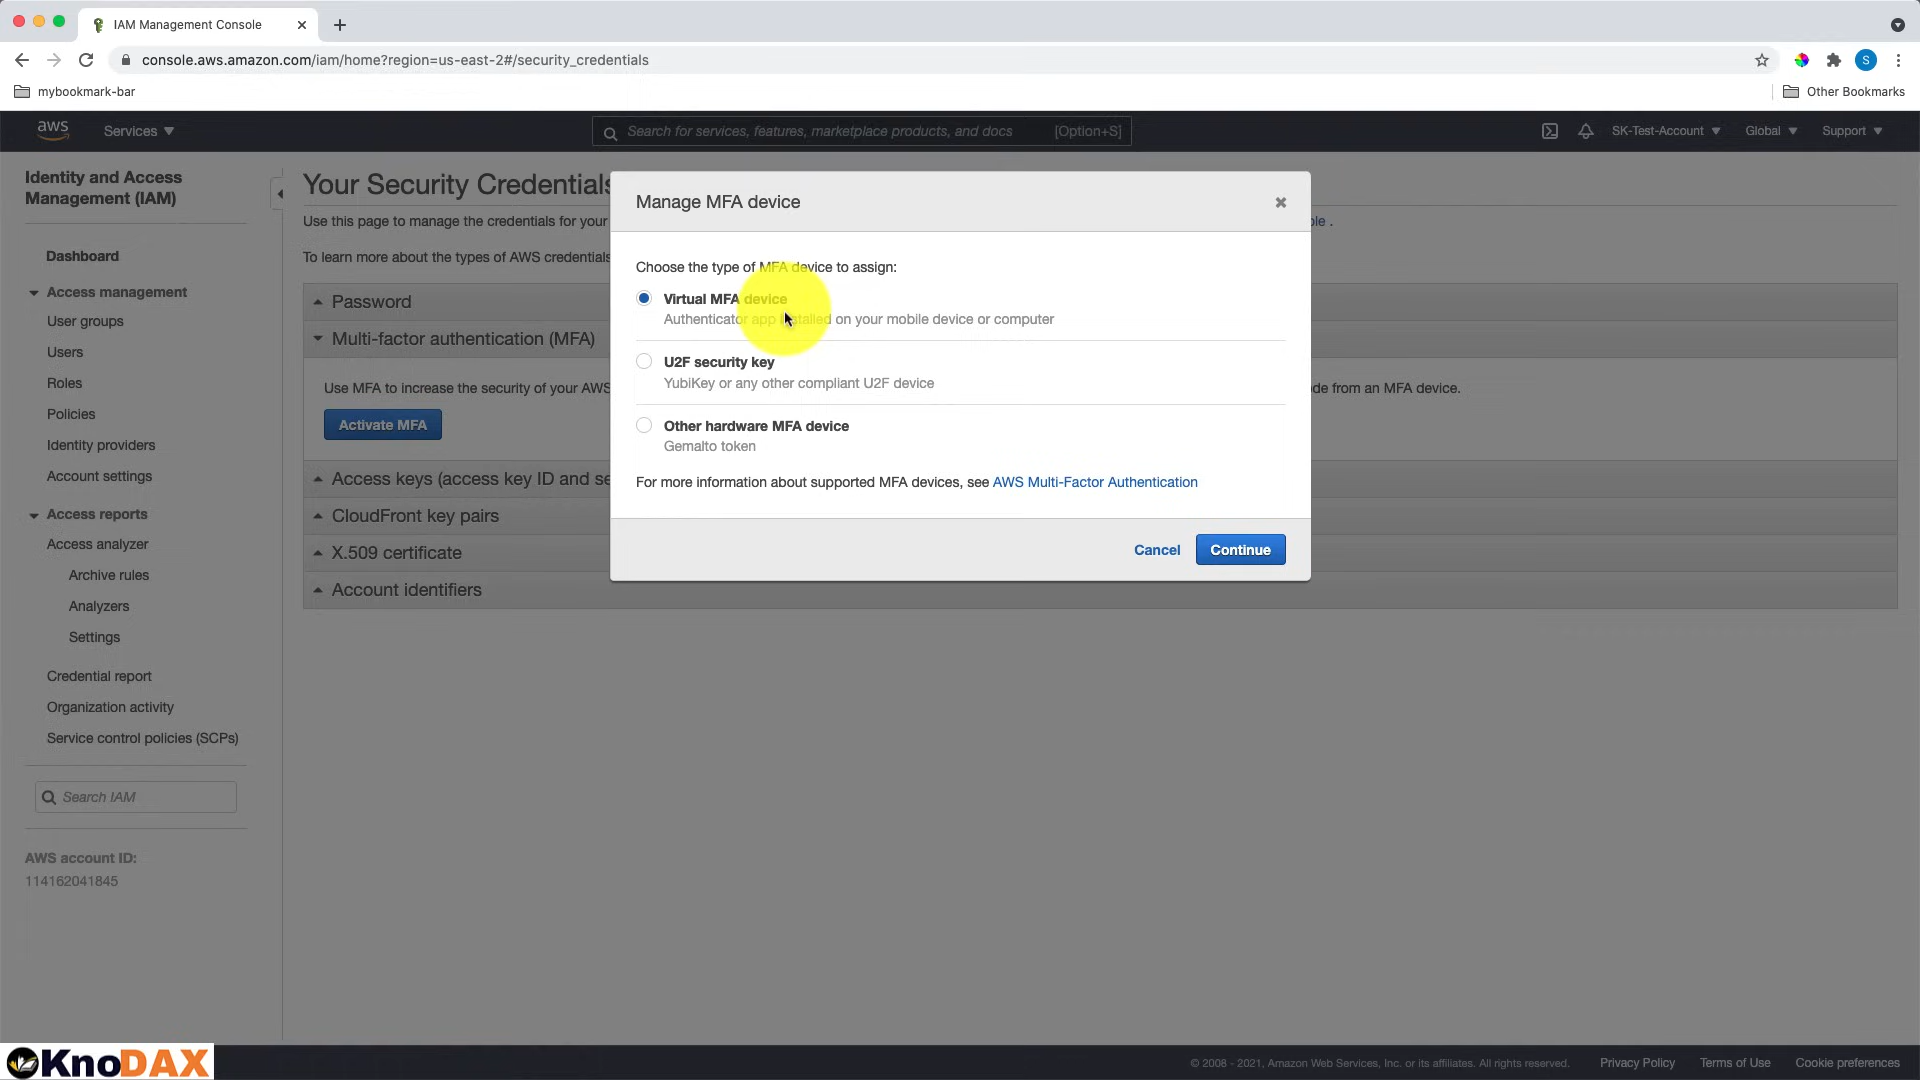 IAM Management Console
console.aws.amazon.com/iam/home?region=us-east-2#/security_credentials
S
mybookmark-bar
Other Bookmarks
aws
Services
Search for services, features, marketplace products, and docs [Option+S]
SK-Test-Account
Global
Support
Identity and Access
Management (IAM)
Dashboard
Access management
User groups
Users
Roles
Policies
Identity providers
Account settings
Access reports
Access analyzer
Archive rules
Analyzers
Settings
Credential report
Organization activity
Service control policies (SCPs)
Search IAM
AWS account ID:
114162041845
Your Security Credentials
Use this page to manage the credentials for your
To learn more about the types of AWS credentials
Password
Multi-factor authentication (MFA)
Use MFA to increase the security of your AWS
from an MFA device.
Activate MFA
Access keys (access key ID and
CloudFront key pairs
X.509 certificate
Account identifiers
Manage MFA device
Choose the type of MFA device to assign:
Virtual MFA device
Authenticator app installed on your mobile device or computer
U2F security key
YubiKey or any other compliant U2F device
Other hardware MFA device
Gemalto token
For more information about supported MFA devices, see AWS Multi-Factor Authentication
Cancel
Continue
KnoDAX
© 2008 - 2021, Amazon Web Services, Inc. or its affiliates. All rights reserved.
Privacy Policy
Terms of Use
Cookie preferences